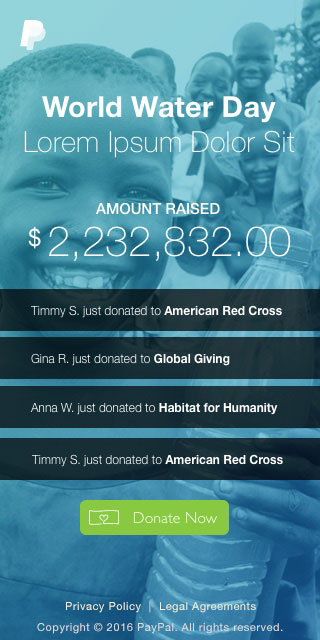 World Water Day
Lorem Ipsum Dolor Sit
AMOUNT RAISED
$2,232,832.00
Timmy S. just donated to American Red Cross
Gina R. just donated to Global Giving
Anna W. just donated to Habitat for Humanity
Timmy S. just donated to American Red Cross
Donate Now
Privacy Policy | Legal Agreements
Copyright © 2016 PayPal. All rights reserved.